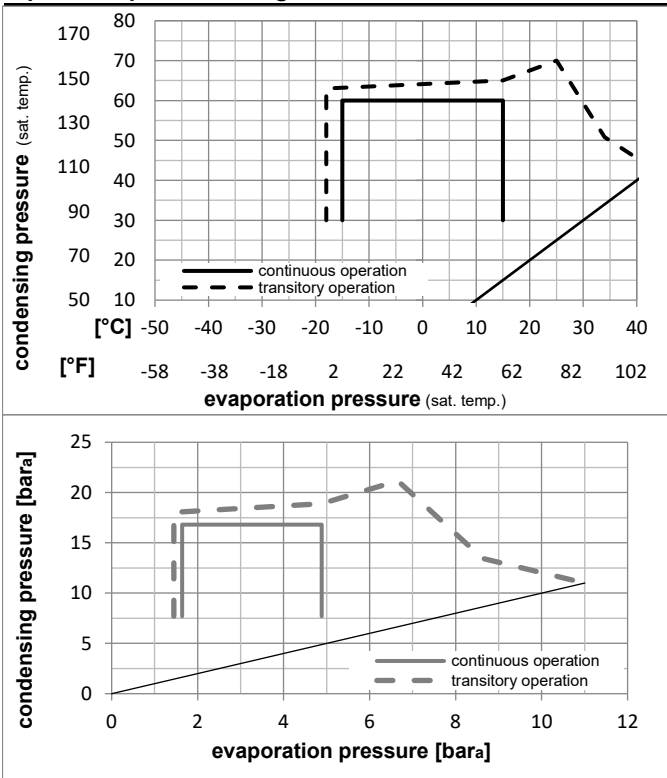 80
170
70
150
60
130
50
110
40
90
30
70
20
50
10
condensing pressure (sat. temp.)
continuous operation
transitory operation
[°C] -50 -40 -30 -20 -10 0 10 20 30 40
[°F] -58 -38 -18 2 22 42 62 82 102
evaporation pressure (sat. temp.)
25
20
15
10
5
0
condensing pressure [bara]
continuous operation
transitory operation
0 2 4 6 8 10 12
evaporation pressure [bara]